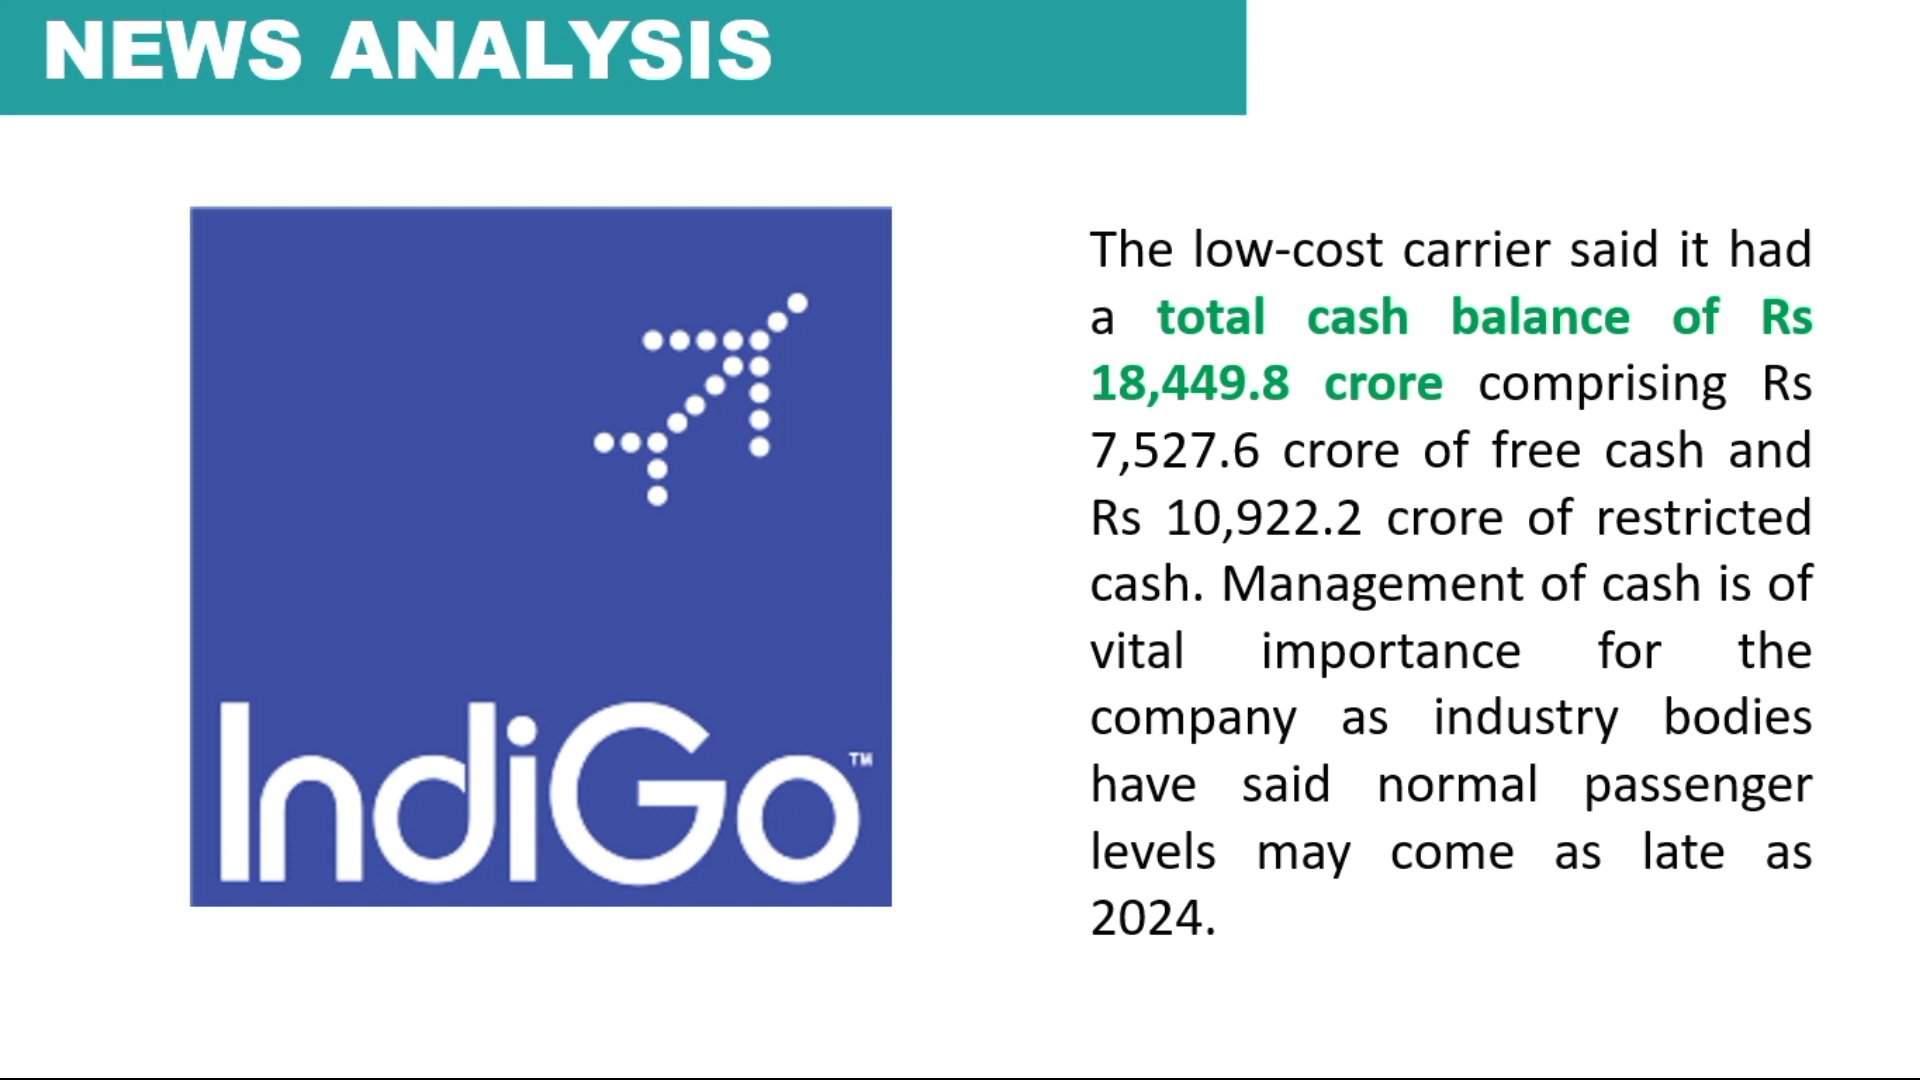 NEWS ANALYSIS
IndiGo™
The low-cost carrier said it had
a total cash balance of Rs
18,449.8 crore comprising Rs
7,527.6 crore of free cash and
Rs 10,922.2 crore of restricted
cash. Management of cash is of
vital importance for the
company as industry bodies
have said normal passenger
levels may come as late as
2024.